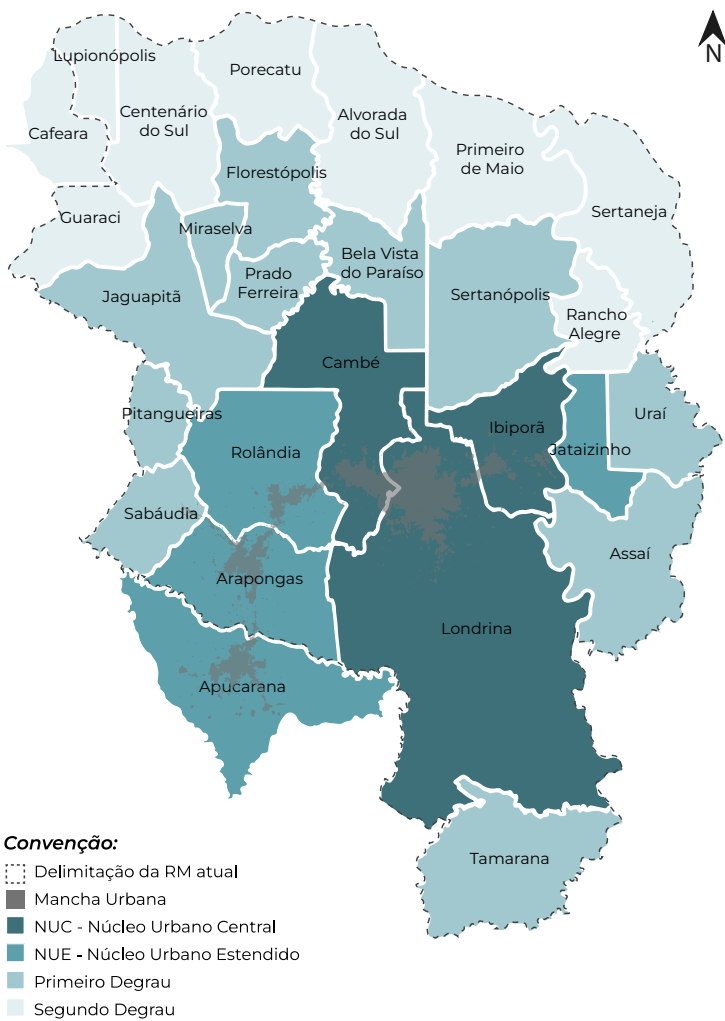 N
Lupionópolis
Porecatu
Centenário
do Sul
Alvorada
do Sul
Cafeara
Primeiro
de Maio
Florestópolis
Guaraci
Miraselva
Sertaneja
Bela Vista
do Paraíso
Prado
Ferreira
Jaguapitã
Sertanópolis
Rancho
Alegre
Cambé
Pitangueiras
Ibiporã
Uraí
Rolândia
Jataizinho
Sabáudia
Assaí
Arapongas
Londrina
Apucarana
Tamarana
Convenção:
Delimitação da RM atual
Mancha Urbana
NUC - Núcleo Urbano Central
NUE - Núcleo Urbano Estendido
Primeiro Degrau
Segundo Degrau